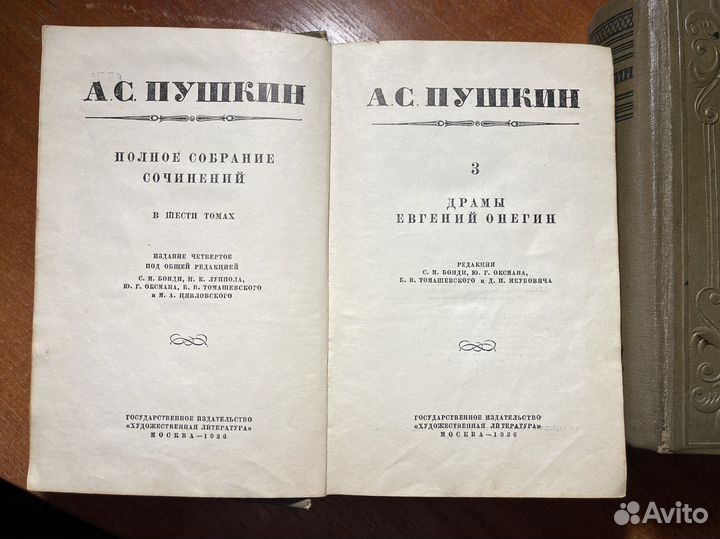 А.С. ПУШКИН
ПОЛНОЕ СОБРАНИЕ
СОЧИНЕНИЙ
В ШЕСТИ ТОМАХ
ИЗДАНИЕ ЧЕТВЕРТОЕ
ПОД ОБЩЕЙ РЕДАКЦИЕЙ
С. М. БОНДИ, И. К. ЛУППОЛА,
Ю. Г. ОКСМАНА, Б. В. ТОМАШЕВСКОГО
И М. А. ЦЯВЛОВСКОГО
ГОСУДАРСТВЕННОЕ ИЗДАТЕЛЬСТВО
«ХУДОЖЕСТВЕННАЯ ЛИТЕРАТУРА»
МОСКВА—1936
А.С. ПУШКИН
3
ДРАМЫ
ЕВГЕНИЙ ОНЕГИН
РЕДАКЦИЯ
С. М. БОНДИ, Ю. Г. ОКСМАНА,
Б. В. ТОМАШЕВСКОГО И Д. П. ЯКУБОВИЧА
ГОСУДАРСТВЕННОЕ ИЗДАТЕЛЬСТВО
«ХУДОЖЕСТВЕННАЯ ЛИТЕРАТУРА»
МОСКВА—1936
Avito